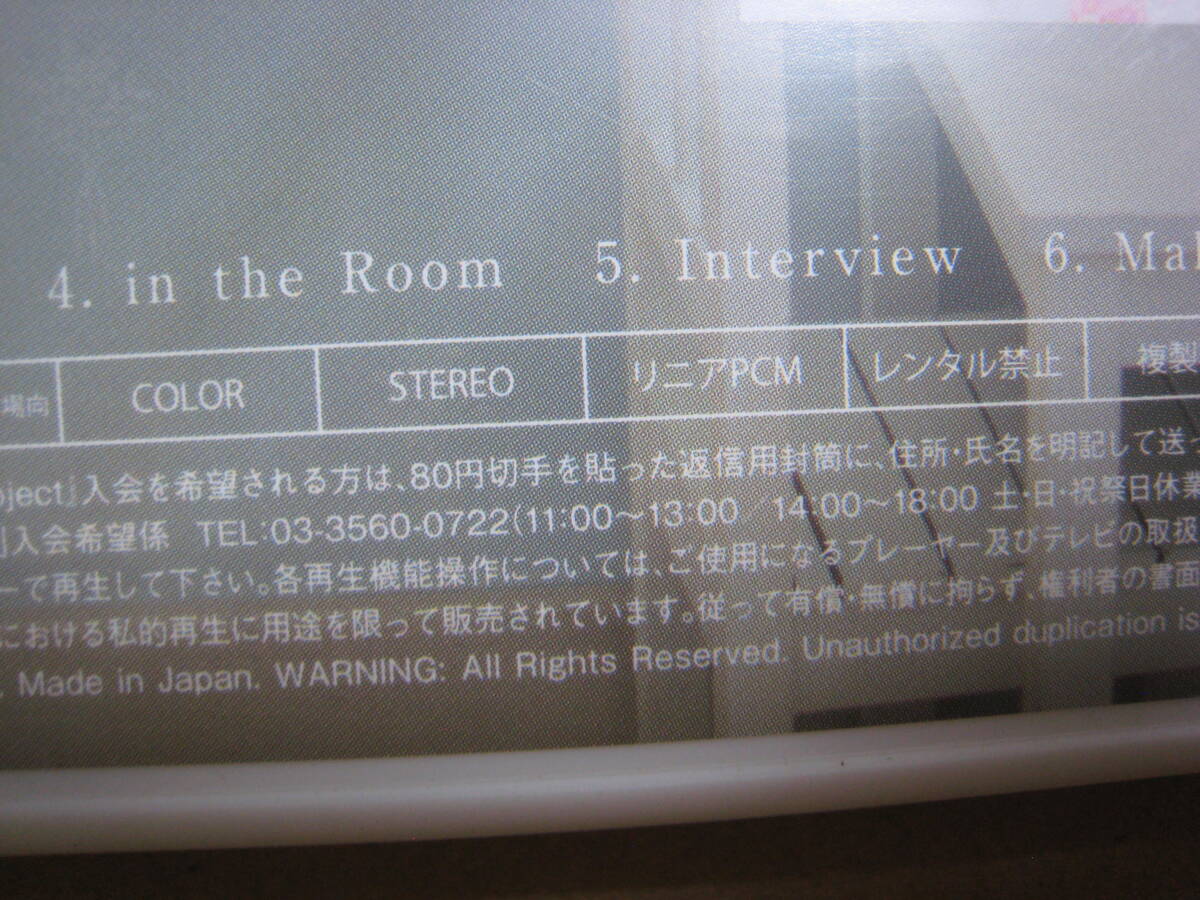 4. in the Room 5. Interview 6. Mak
場向 COLOR STEREO リニアPCM レンタル禁止 複製
oject』入会を希望される方は、80円切手を貼った返信用封筒に、住所・氏名を明記して送っ
』入会希望係 TEL:03-3560-0722(11:00〜13:00/14:00〜18:00 土・日・祝祭日休業
ーで再生して下さい。各再生機能操作については、ご使用になるプレーヤー及びテレビの取扱
における私的再生に用途を限って販売されています。従って有償・無償に拘らず、権利者の書面
. Made in Japan. WARNING: All Rights Reserved. Unauthorized duplication is